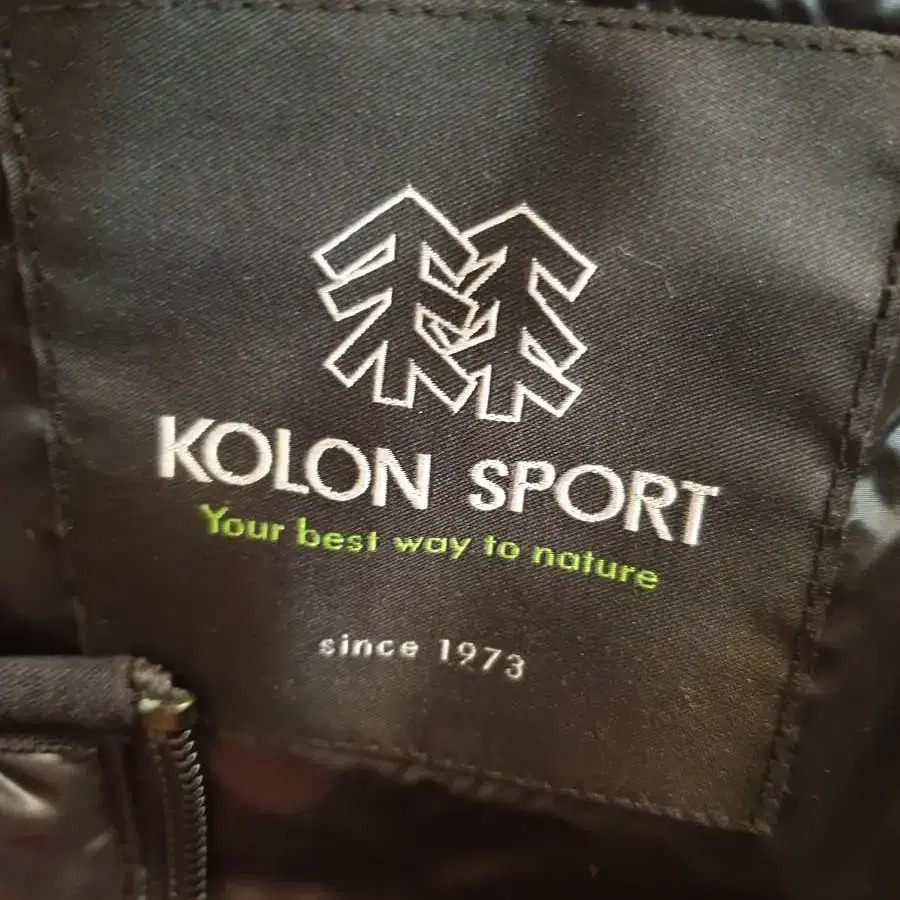 KOLON SPORT
Your best way to nature
since 1973